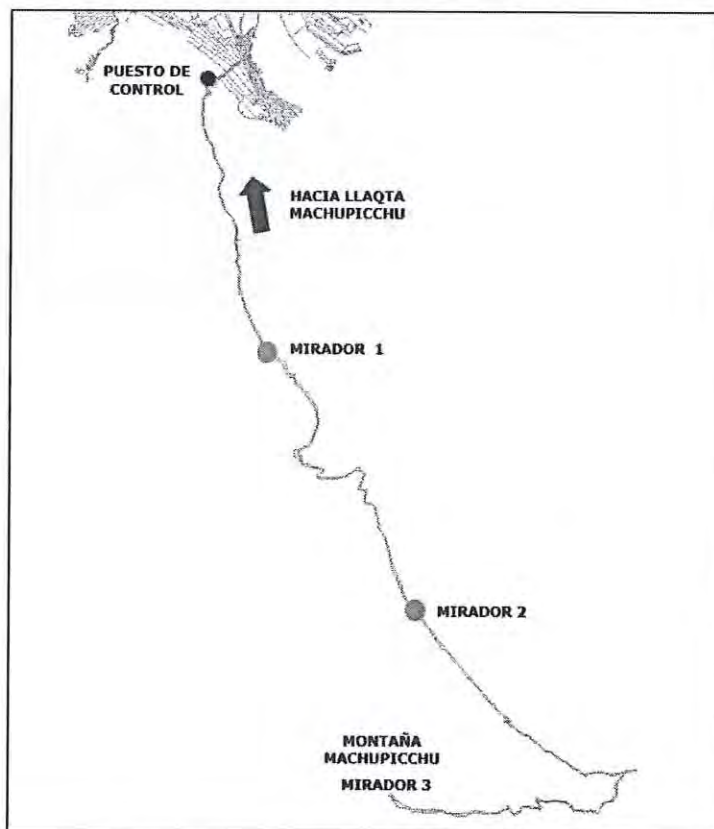 PUESTO DE
CONTROL
HACIA LLAQTA
MACHUPICCHU
MIRADOR 1
MIRADOR 2
MONTAÑA
MACHUPICCHU
MIRADOR 3